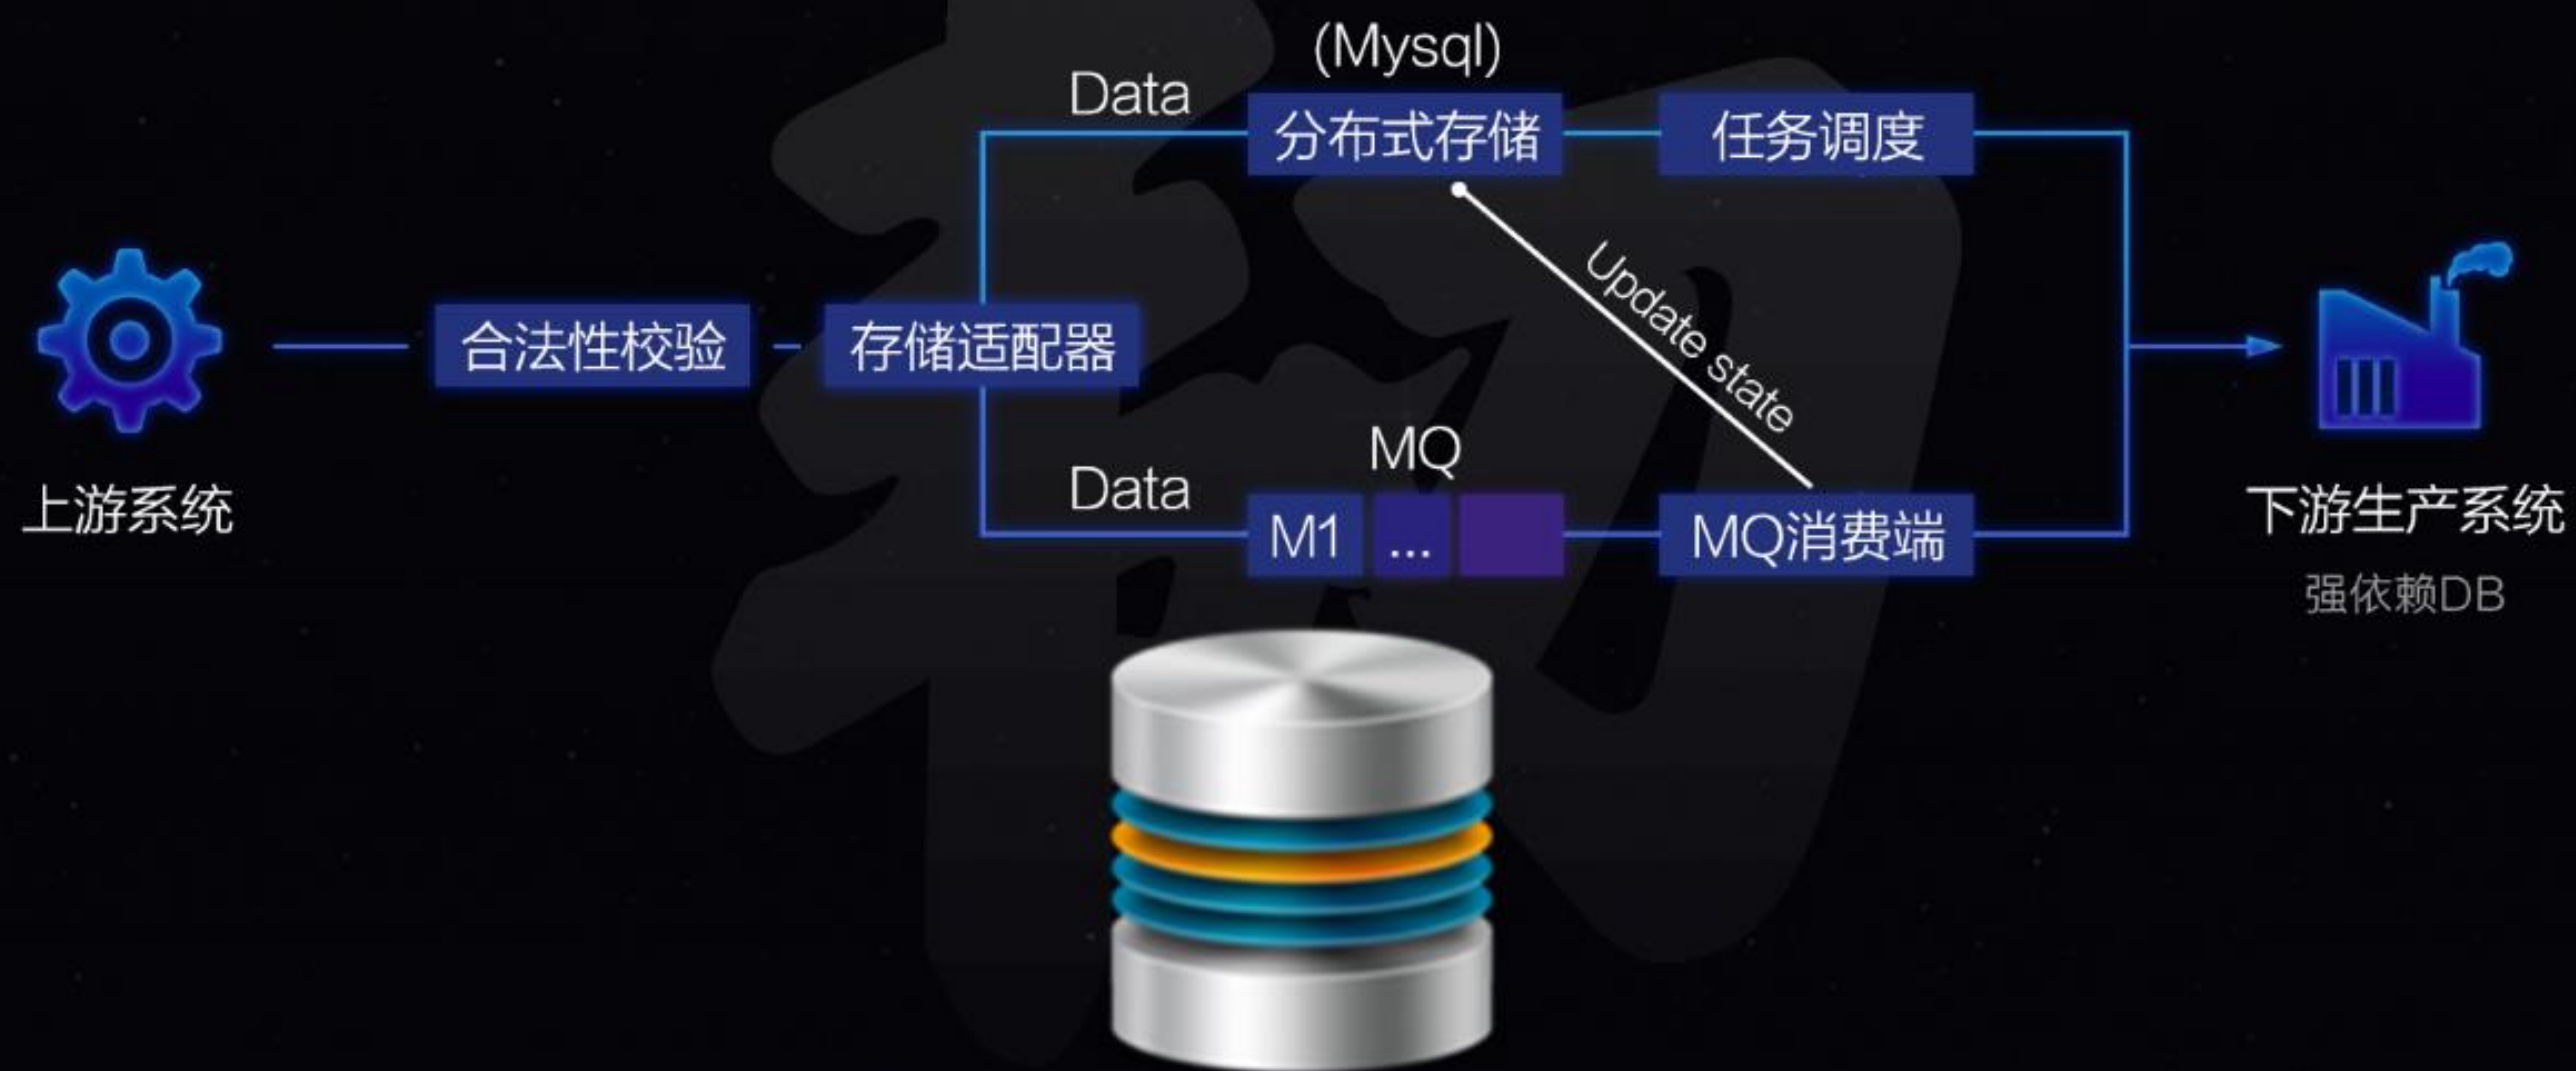 (Mysql)
Data
分布式存储
任务调度
Update state
上游系统
合法性校验
存储适配器
MQ
Data
M1
...
MQ消费端
下游生产系统
强依赖DB